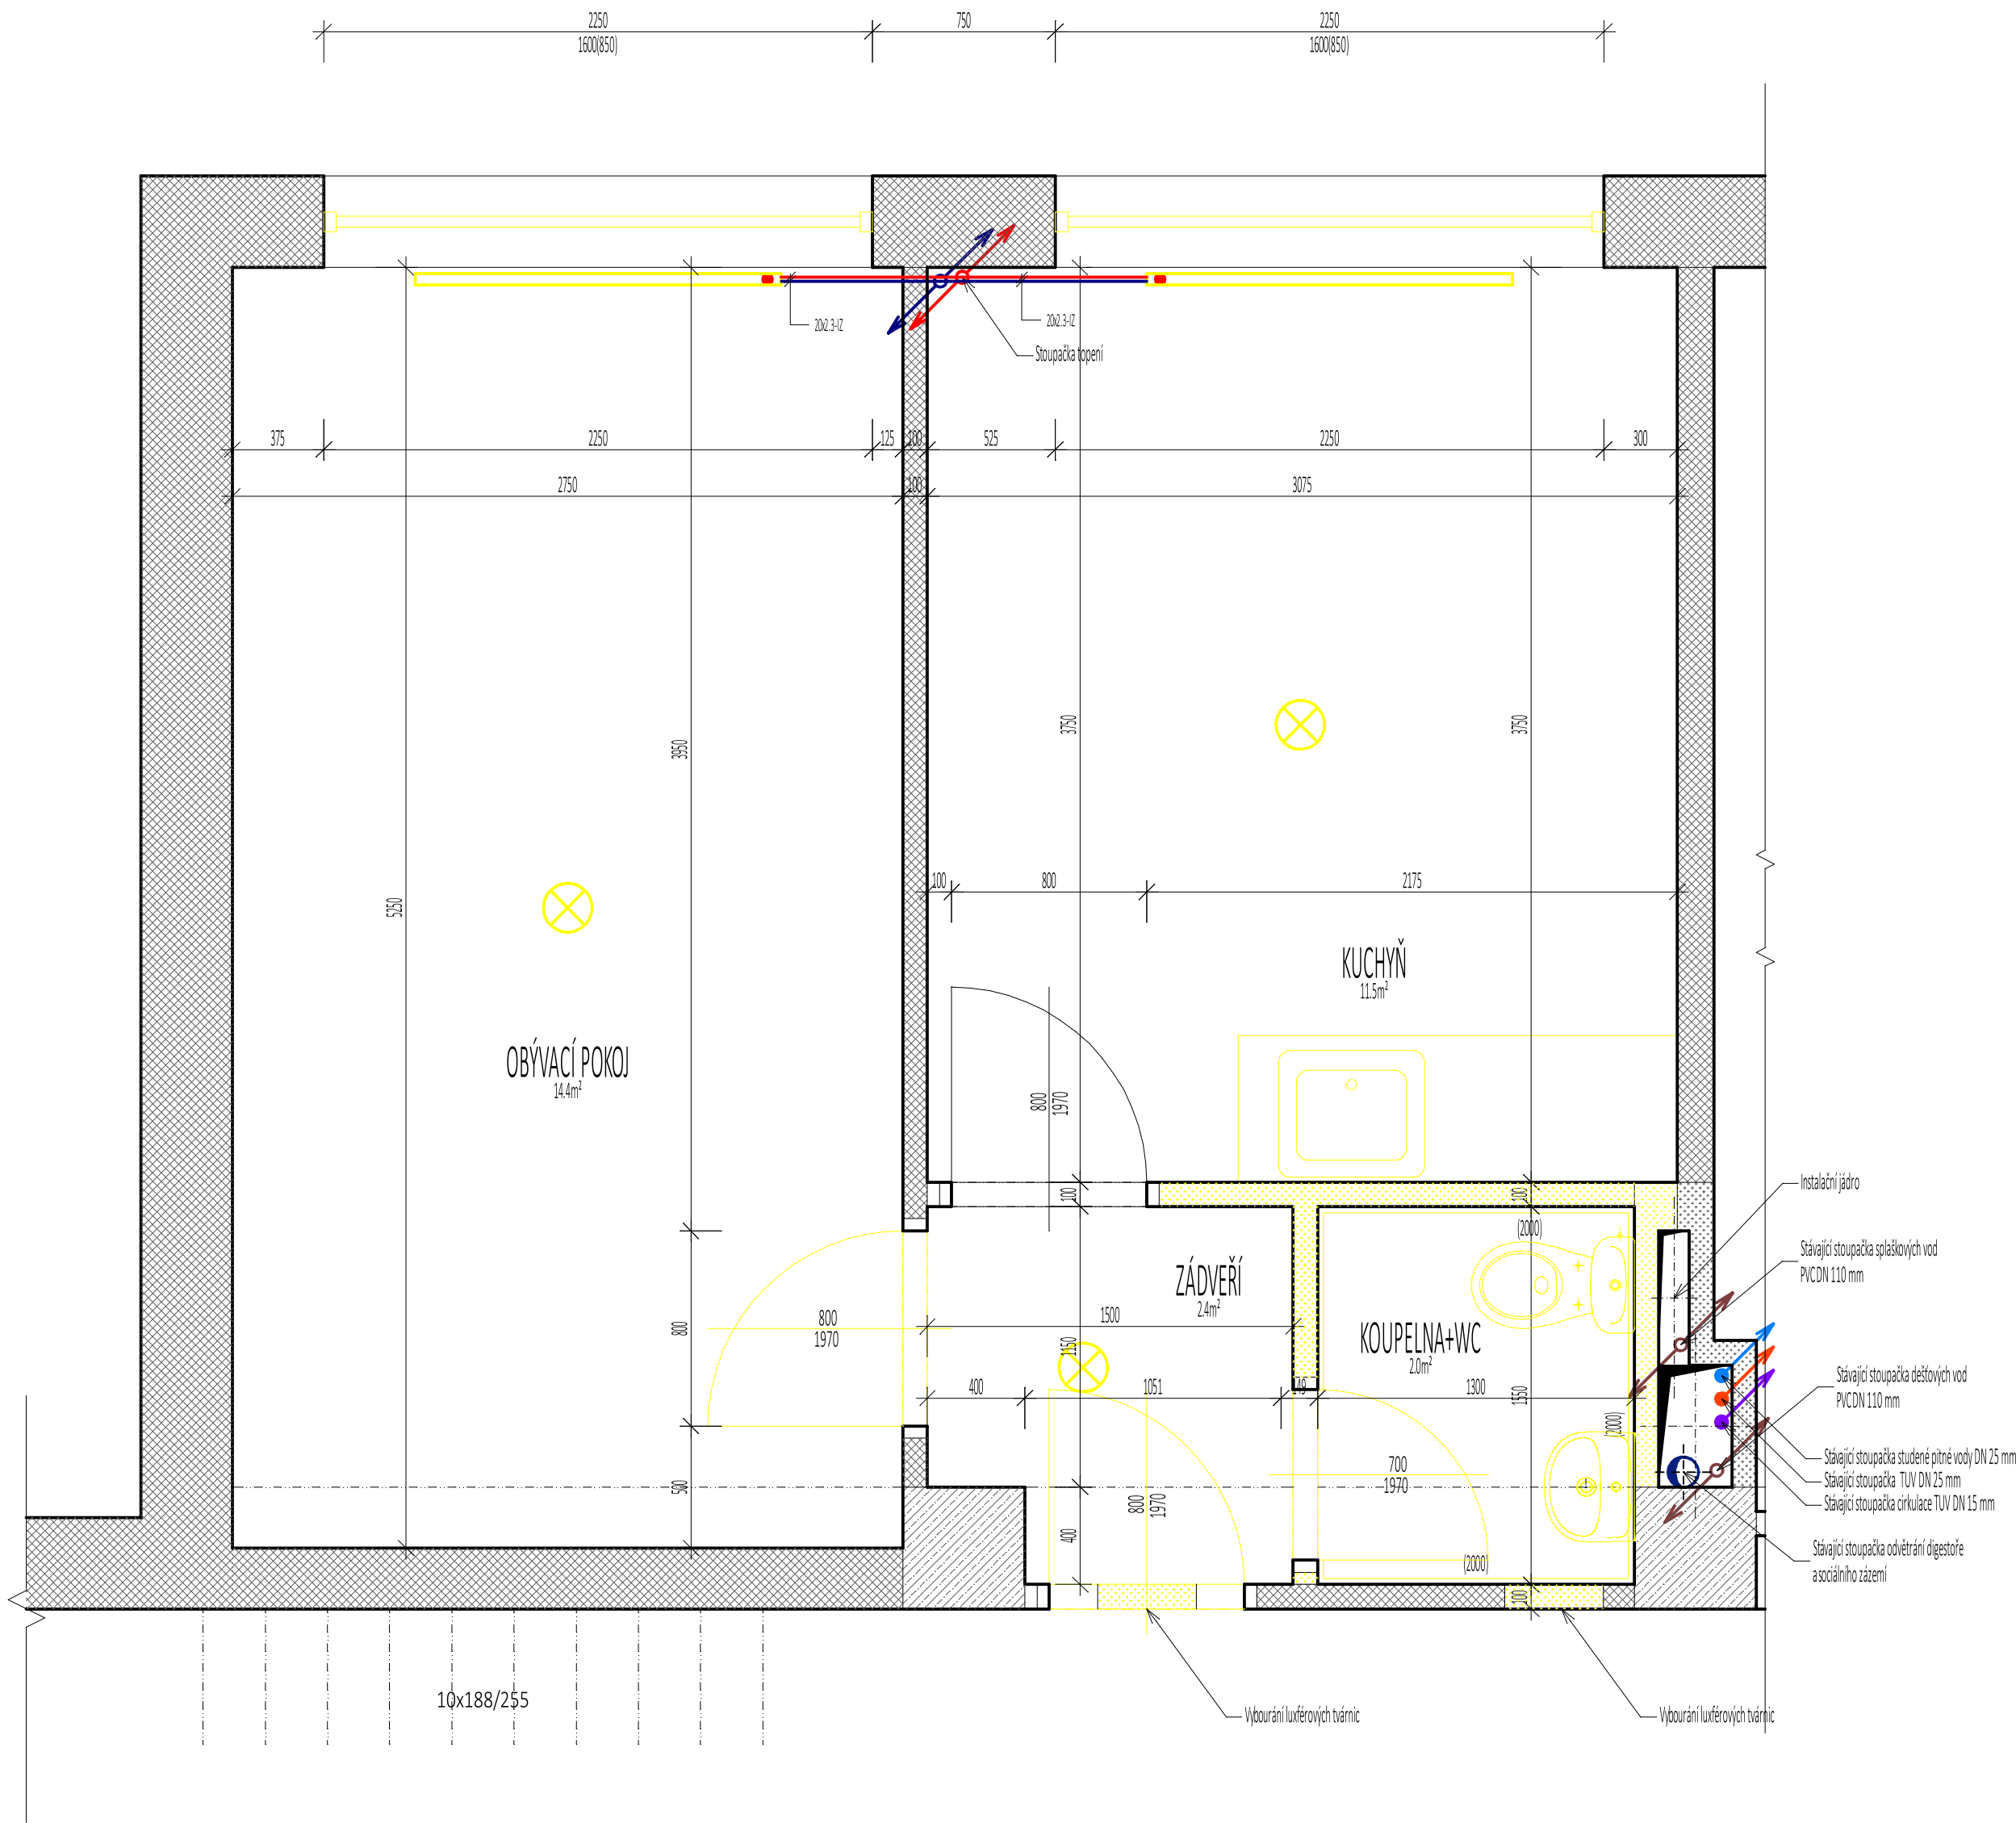 2250
1600(850)
750
2250
1600(850)
20x2.3-IZ
20x2.3-IZ
Stoupačka topení
375
2250
125
100
525
2250
300
2750
100
3075
3950
3750
3750
5250
100
800
2175
KUCHYŇ
11.5m²
OBÝVACÍ POKOJ
14.4m²
800
1970
100
100
(2000)
Instalační jádro
ZÁDVEŘÍ
2.4m²
Stávající stoupačka splaškových vod
PVC DN 110 mm
800
800
1970
1500
1150
KOUPELNA+WC
2.0m²
400
1051
149
1300
1550
(2000)
Stávající stoupačka dešťových vod
PVC DN 110 mm
Stávající stoupačka studené pitné vody DN 25 mm
Stávající stoupačka TUV DN 25 mm
Stávající stoupačka cirkulace TUV DN 15 mm
500
700
1970
800
1970
400
(2000)
Stávající stoupačka odvětrání digestoře
a sociálního zázemí
100
10x188/255
Vybourání luxférových tvárnic
Vybourání luxférových tvárnic